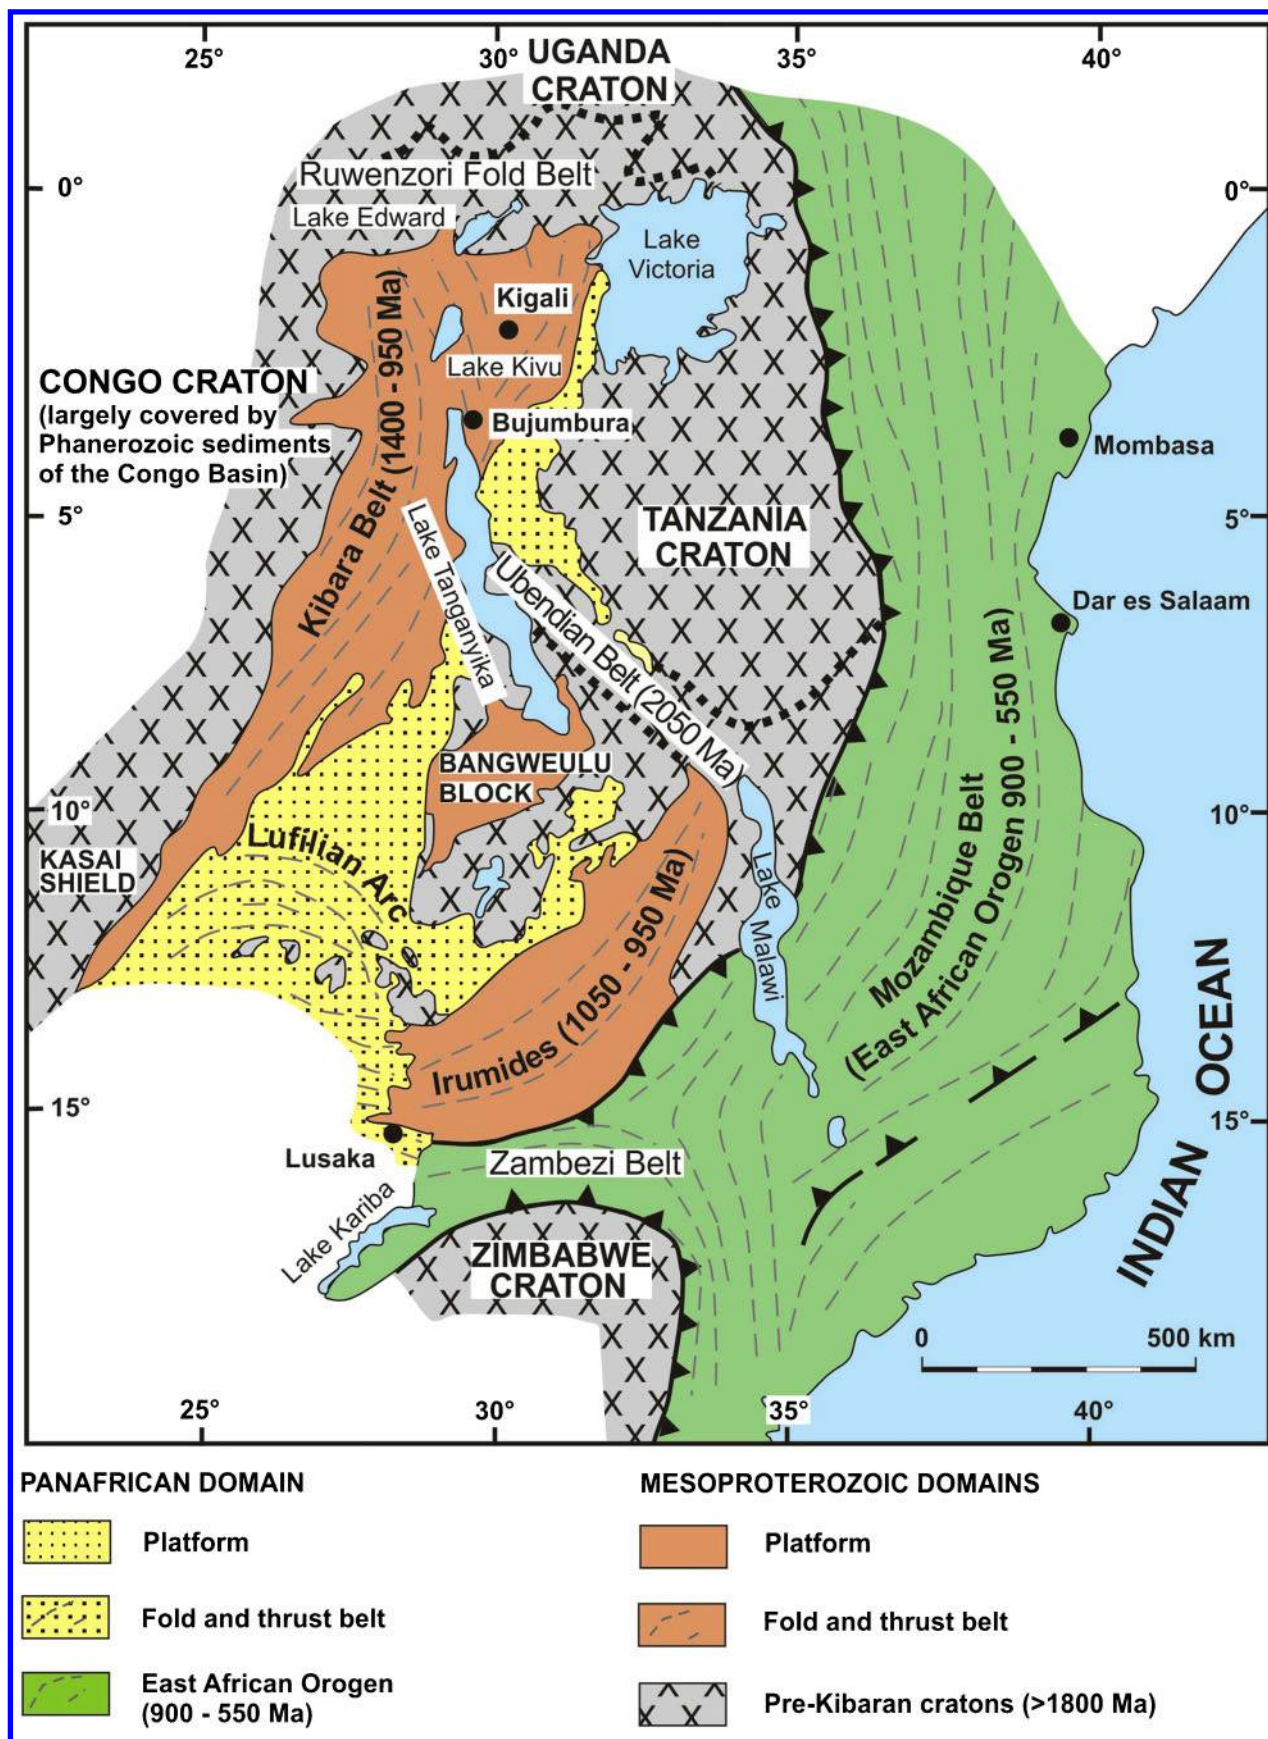 25°
30°
35°
40°
UGANDA
CRATON
Ruwenzori Fold Belt
0°
0°
Lake Edward
Lake
Victoria
Kigali
Lake Kivu
CONGO CRATON
(largely covered by
Phanerozoic sediments
of the Congo Basin)
Kibara Belt (1400 - 950 Ma)
Bujumbura
Mombasa
5°
5°
TANZANIA
CRATON
Lake Tanganyika
Ubendian Belt (2050 Ma)
Dar es Salaam
BANGWEULU
BLOCK
10°
10°
Lufilian Arc
KASAI
SHIELD
Lake Malawi
Mozambique Belt
(East African Orogen 900 - 550 Ma)
Irumides (1050 - 950 Ma)
INDIAN OCEAN
15°
15°
Lusaka
Zambezi Belt
Lake Kariba
ZIMBABWE
CRATON
0
500 km
25°
30°
35°
40°
PANAFRICAN DOMAIN
Platform
Fold and thrust belt
East African Orogen
(900 - 550 Ma)
MESOPROTEROZOIC DOMAINS
Platform
Fold and thrust belt
Pre-Kibaran cratons (>1800 Ma)